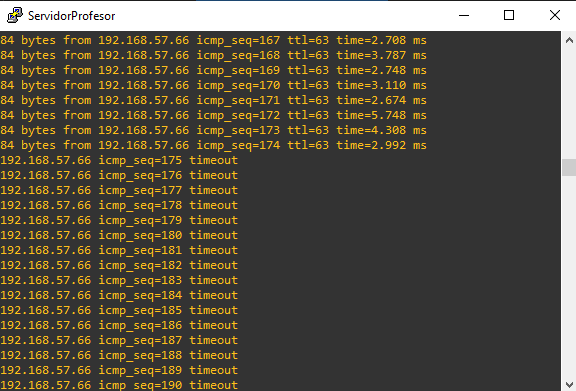 ServidorProfesor
84 bytes from 192.168.57.66 icmp_seq=167 ttl=63 time=2.708 ms
84 bytes from 192.168.57.66 icmp_seq=168 ttl=63 time=3.787 ms
84 bytes from 192.168.57.66 icmp_seq=169 ttl=63 time=2.748 ms
84 bytes from 192.168.57.66 icmp_seq=170 ttl=63 time=3.110 ms
84 bytes from 192.168.57.66 icmp_seq=171 ttl=63 time=2.674 ms
84 bytes from 192.168.57.66 icmp_seq=172 ttl=63 time=5.748 ms
84 bytes from 192.168.57.66 icmp_seq=173 ttl=63 time=4.308 ms
84 bytes from 192.168.57.66 icmp_seq=174 ttl=63 time=2.992 ms
192.168.57.66 icmp_seq=175 timeout
192.168.57.66 icmp_seq=176 timeout
192.168.57.66 icmp_seq=177 timeout
192.168.57.66 icmp_seq=178 timeout
192.168.57.66 icmp_seq=179 timeout
192.168.57.66 icmp_seq=180 timeout
192.168.57.66 icmp_seq=181 timeout
192.168.57.66 icmp_seq=182 timeout
192.168.57.66 icmp_seq=183 timeout
192.168.57.66 icmp_seq=184 timeout
192.168.57.66 icmp_seq=185 timeout
192.168.57.66 icmp_seq=186 timeout
192.168.57.66 icmp_seq=187 timeout
192.168.57.66 icmp_seq=188 timeout
192.168.57.66 icmp_seq=189 timeout
192.168.57.66 icmp_seq=190 timeout